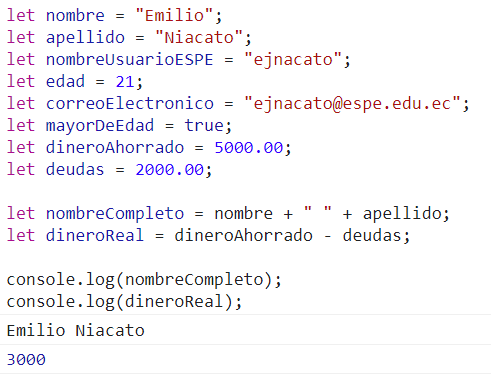 let nombre = "Emilio";
let apellido = "Niacato";
let nombreUsuarioESPE = "ejnacato";
let edad = 21;
let correoElectronico = "ejnacato@espe.edu.ec";
let mayorDeEdad = true;
let dineroAhorrado = 5000.00;
let deudas = 2000.00;

let nombreCompleto = nombre + " " + apellido;
let dineroReal = dineroAhorrado - deudas;

console.log(nombreCompleto);
console.log(dineroReal);
Emilio Niacato
3000